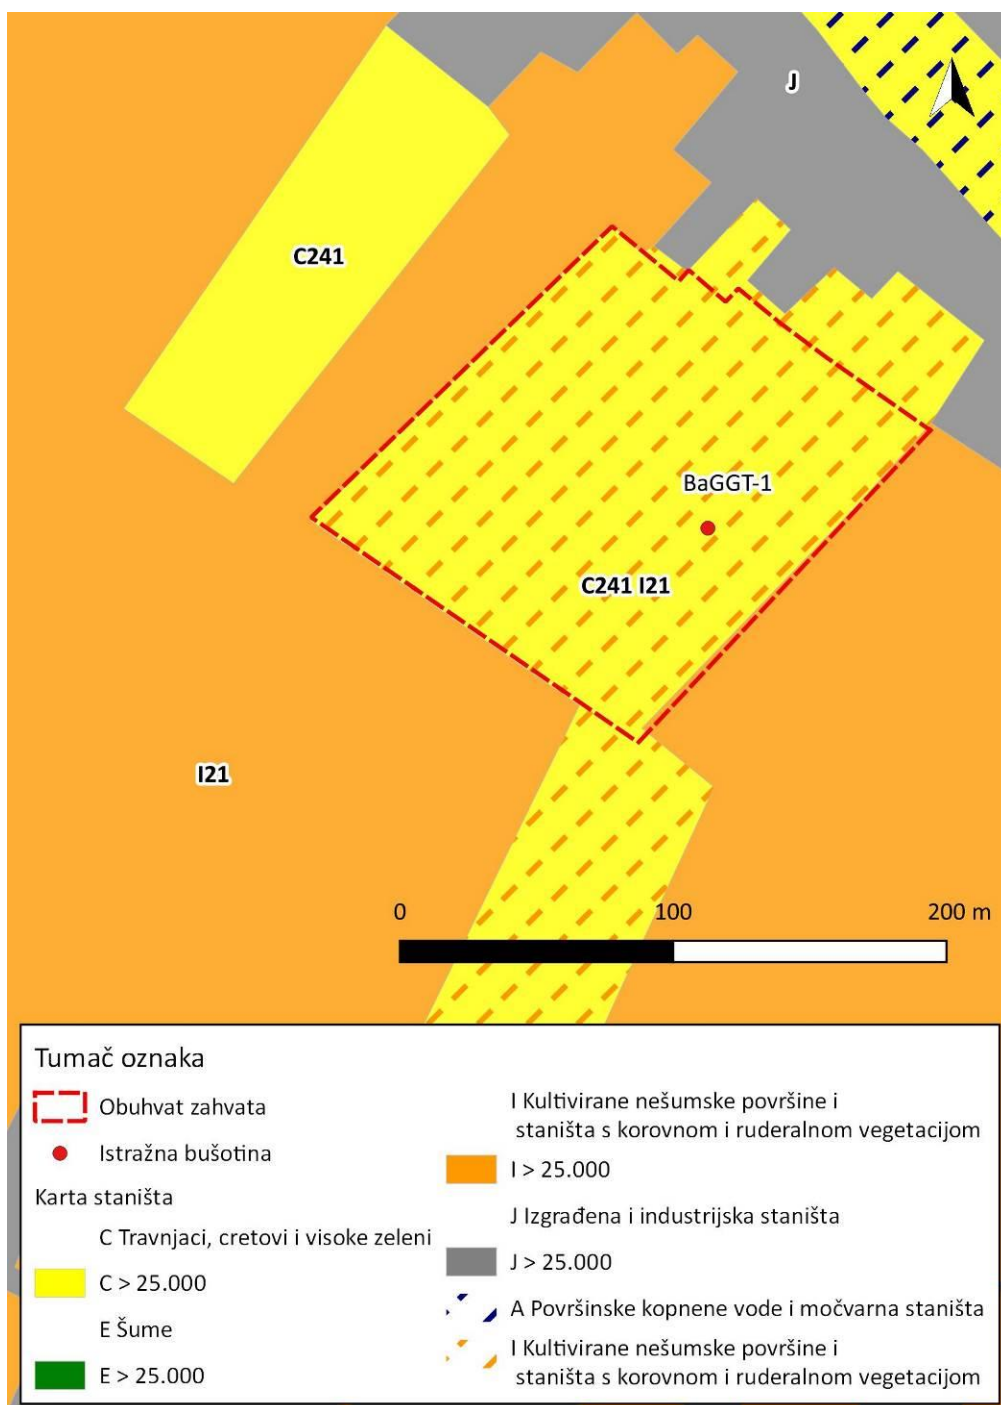 J
C241
BaGGT-1
C241 I21
I21
0 100 200 m
Tumač oznaka
Obuhvat zahvata
Istražna bušotina
Karta staništa
C Travnjaci, cretovi i visoke zeleni
C > 25.000
E Šume
E > 25.000
I Kultivirane nešumske površine i
staništa s korovnom i ruderalnom vegetacijom
I > 25.000
J Izgrađena i industrijska staništa
J > 25.000
A Površinske kopnene vode i močvarna staništa
I Kultivirane nešumske površine i
staništa s korovnom i ruderalnom vegetacijom